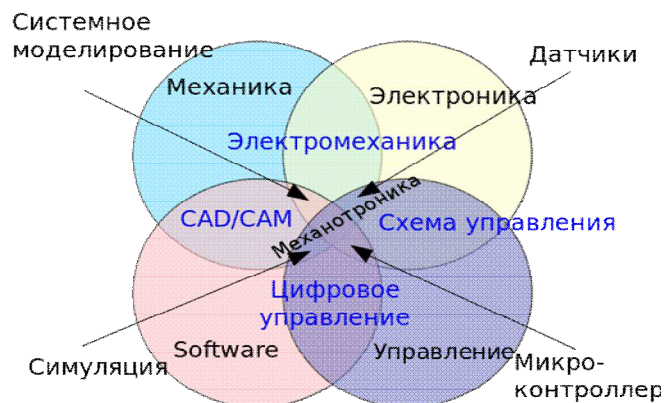 Системное
моделирование
Датчики
Механика
Электроника
Электромеханика
Механотроника
CAD/CAM
Схема управления
Цифровое
управление
Software
Управление
Симуляция
Микро-
контроллер